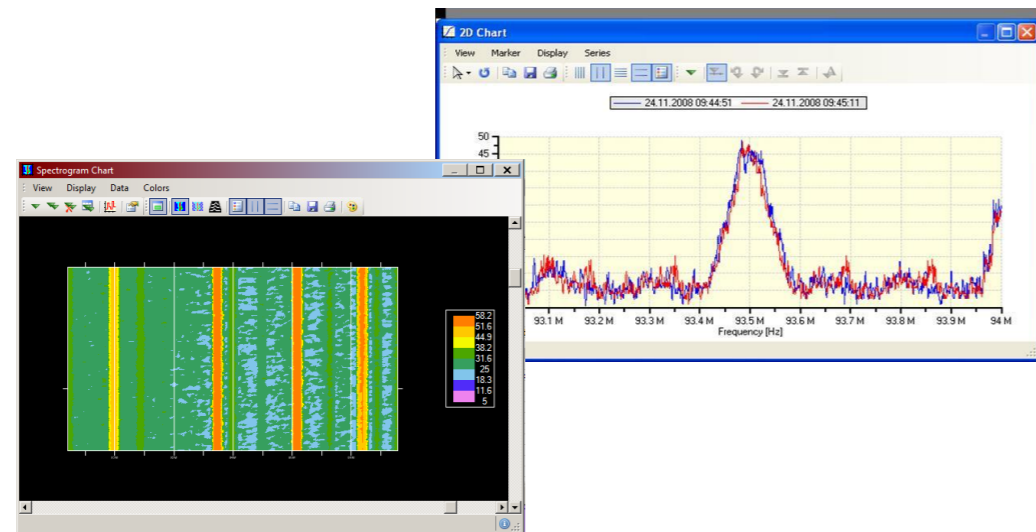 2D Chart
View Marker Display Series
24.11.2008 09:44:51 24.11.2008 09:45:11
50
45
93.1 M 93.2 M 93.3 M 93.4 M 93.5 M 93.6 M 93.7 M 93.8 M 93.9 M 94 M
Frequency [Hz]
Spectrogram Chart
View Display Data Colors
58.2
51.6
44.9
38.2
31.6
25
18.3
11.6
5